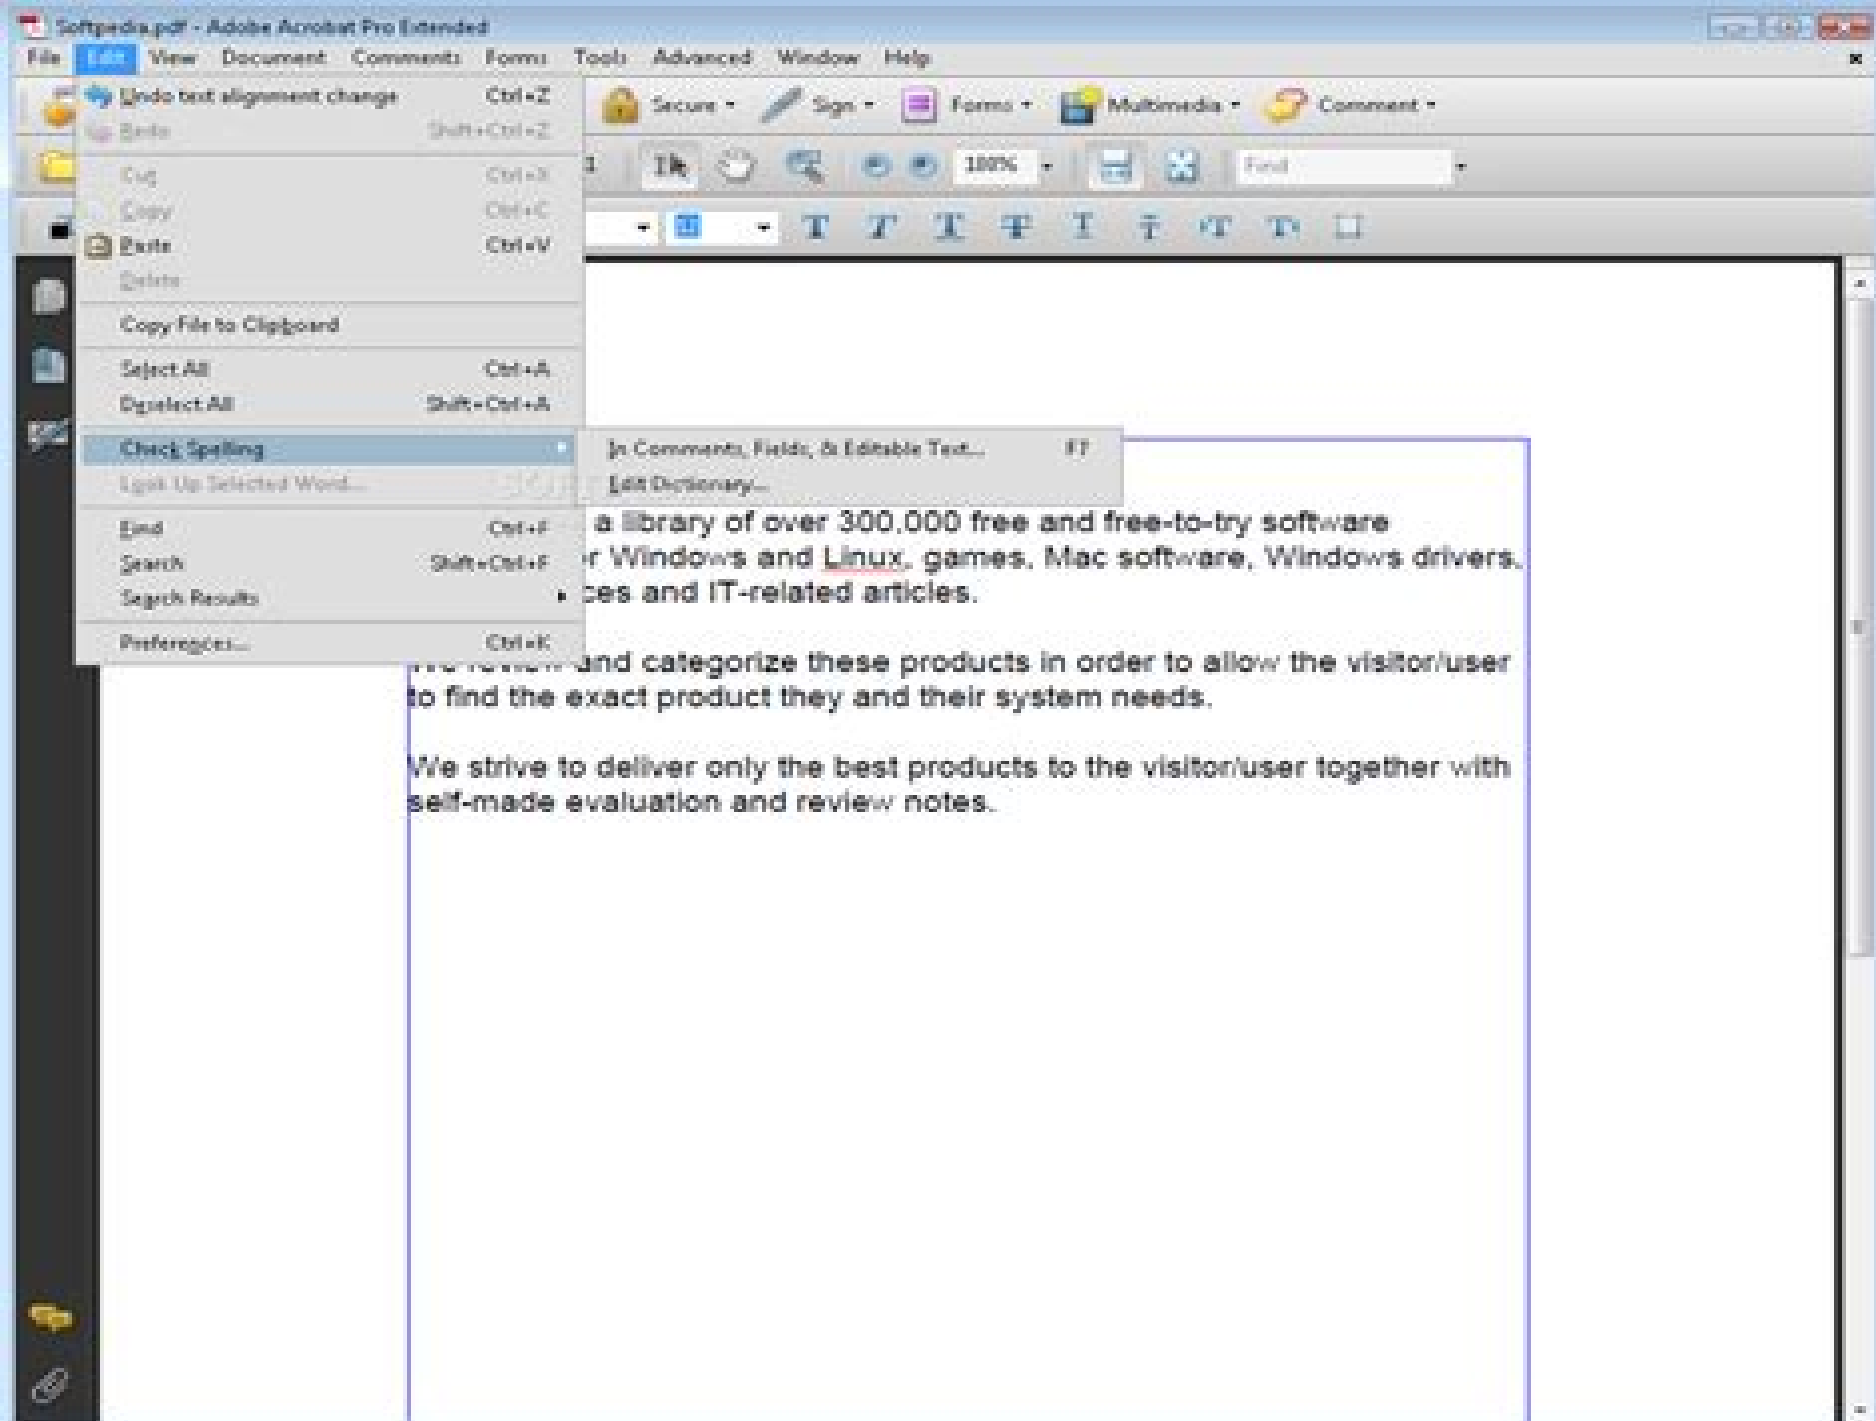 Softpedia.pdf - Adobe Acrobat Pro Extended
File Edit View Document Comments Forms Tools Advanced Window Help
Undo text alignment change Ctrl+Z
Redo Shift+Ctrl+Z
Secure Sign Forms Multimedia Comment
Cut Ctrl+X
100% Find
Copy Ctrl+C
Paste Ctrl+V
T T T T T T T T
Delete
Copy File to Clipboard
Select All Ctrl+A
Deselect All Shift+Ctrl+A
Check Spelling
In Comments, Fields, & Editable Text... F7
Look Up Selected Word...
Edit Dictionary...
Find Ctrl+F
Search Shift+Ctrl+F
Search Results
Preferences... Ctrl+K
a library of over 300,000 free and free-to-try software
r Windows and Linux, games, Mac software, Windows drivers,
ces and IT-related articles.
We review and categorize these products in order to allow the visitor/user
to find the exact product they and their system needs.
We strive to deliver only the best products to the visitor/user together with
self-made evaluation and review notes.